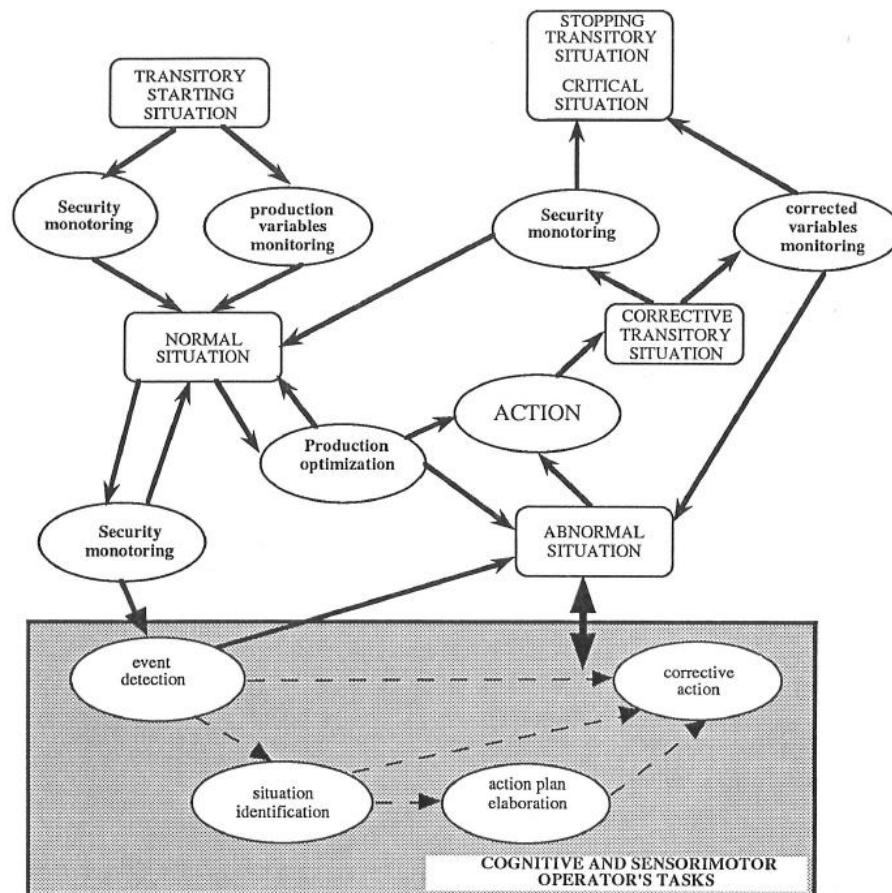 STOPPING
TRANSITORY
SITUATION
CRITICAL
SITUATION
TRANSITORY
STARTING
SITUATION
Security
monotoring
production
variables
monitoring
Security
monotoring
corrected
variables
monitoring
NORMAL
SITUATION
CORRECTIVE
TRANSITORY
SITUATION
ACTION
Production
optimization
Security
monotoring
ABNORMAL
SITUATION
event
detection
corrective
action
situation
identification
action plan
elaboration
COGNITIVE AND SENSORIMOTOR
OPERATOR'S TASKS